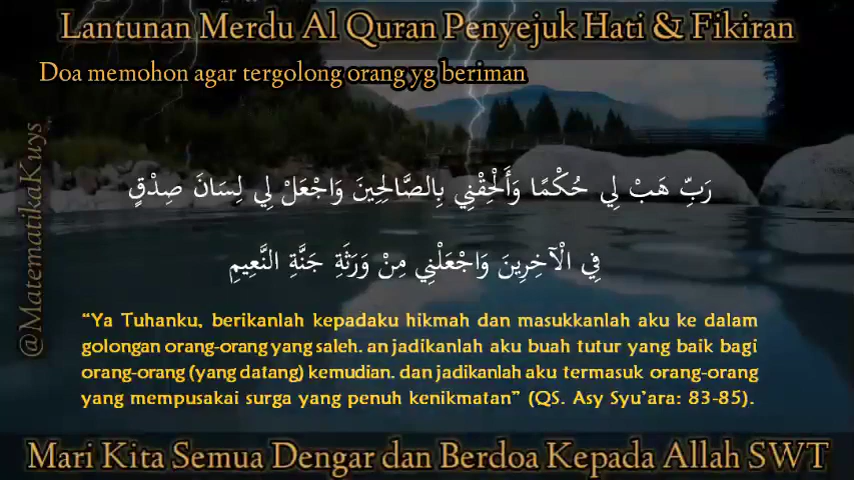 Lantunan Merdu Al Quran Penyejuk Hati & Fikiran
Doa memohon agar tergolong orang yg beriman
@MatematikaKuys
رَبِّ هَبْ لِي حُكْمًا وَأَلْحِقْنِي بِالصَّالِحِينَ وَاجْعَلْ لِي لِسَانَ صِدْقٍ
فِي الْآخِرِينَ وَاجْعَلْنِي مِنْ وَرَثَةِ جَنَّةِ النَّعِيمِ
“Ya Tuhanku, berikanlah kepadaku hikmah dan masukkanlah aku ke dalam
golongan orang-orang yang saleh. an jadikanlah aku buah tutur yang baik bagi
orang-orang (yang datang) kemudian. dan jadikanlah aku termasuk orang-orang
yang mempusakai surga yang penuh kenikmatan” (QS. Asy Syu’ara: 83-85).
Mari Kita Semua Dengar dan Berdoa Kepada Allah SWT